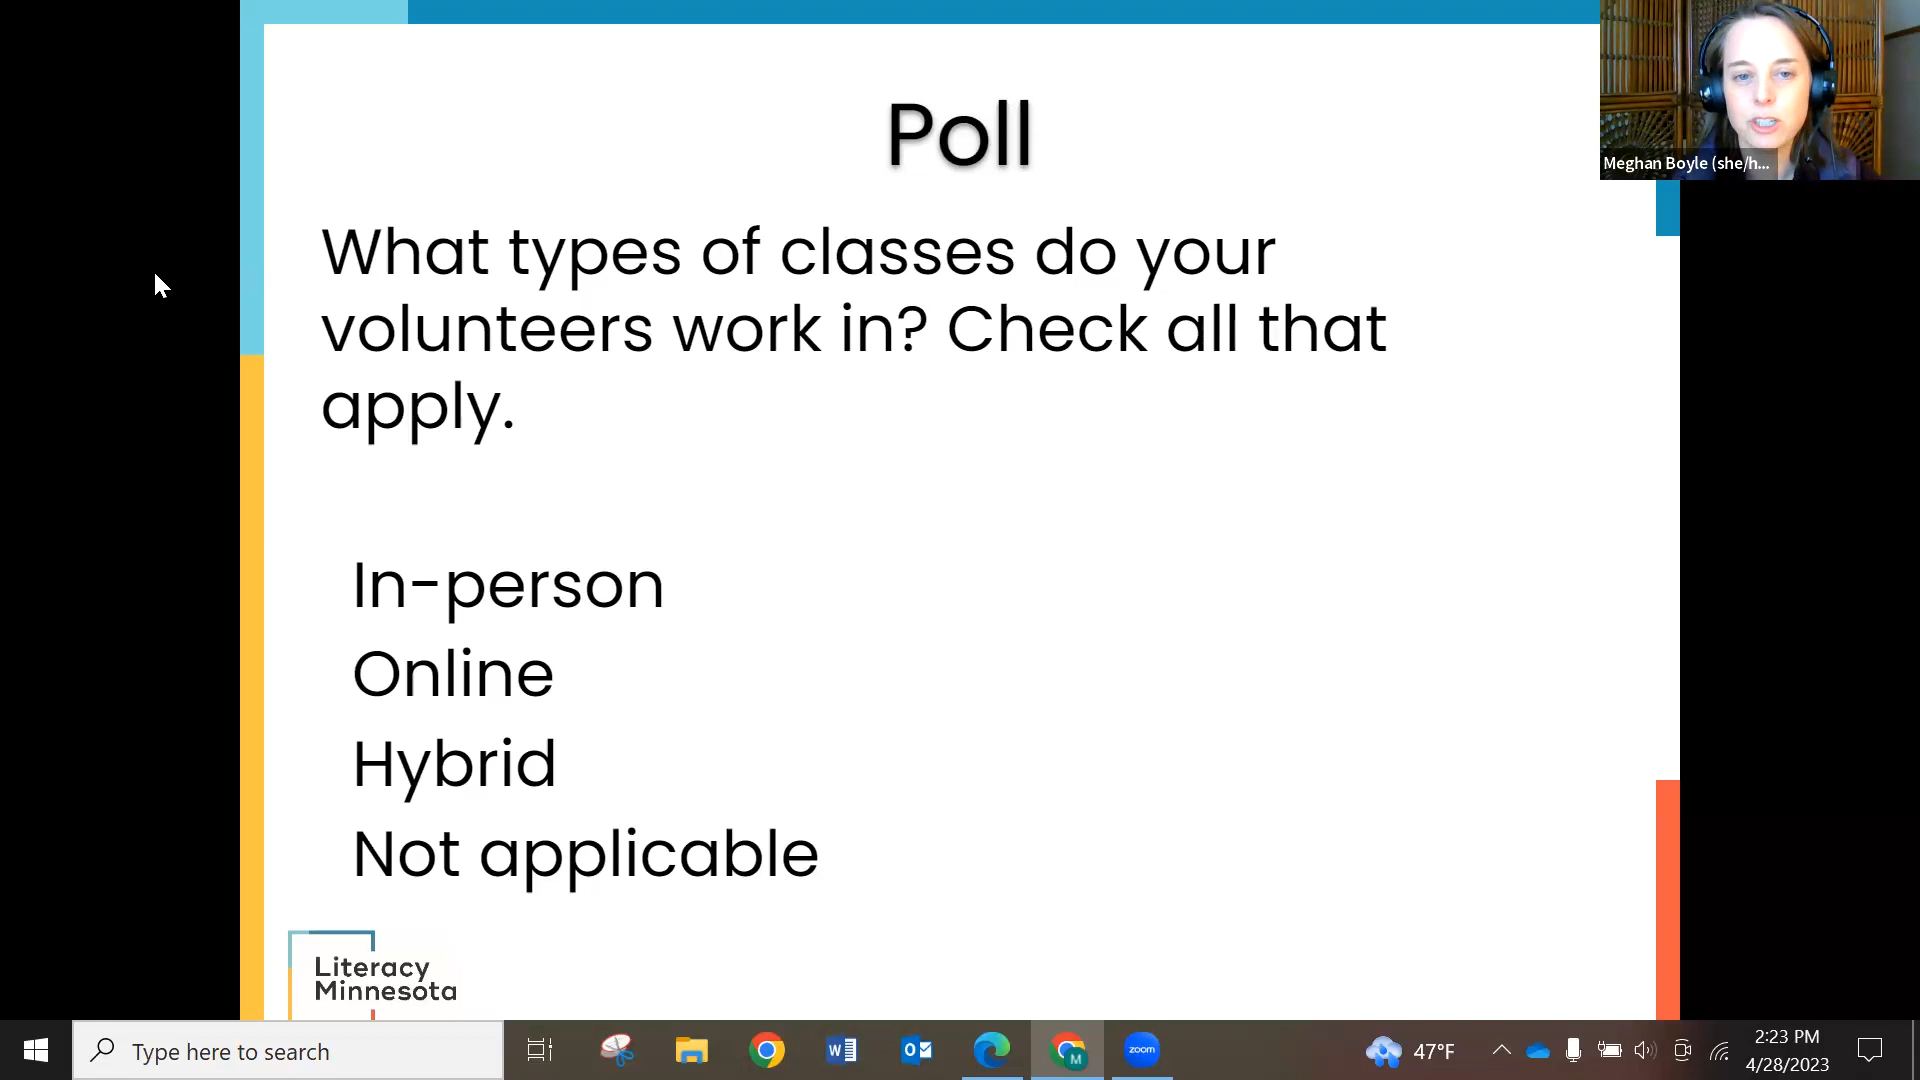 Poll
Meghan Boyle (she/h...
What types of classes do your
volunteers work in? Check all that
apply.
In-person
Online
Hybrid
Not applicable
Literacy
Minnesota
Type here to search
W
O
M
zoom
47°F
2:23 PM
4/28/2023